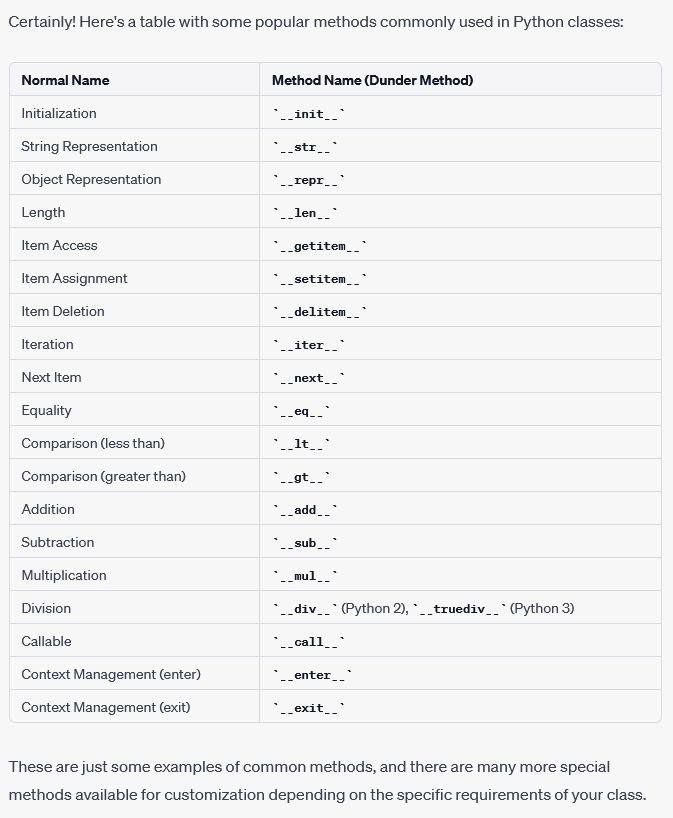 Certainly! Here's a table with some popular methods commonly used in Python classes:
Normal Name Method Name (Dunder Method)
Initialization `__init__`
String Representation `__str__`
Object Representation `__repr__`
Length `__len__`
Item Access `__getitem__`
Item Assignment `__setitem__`
Item Deletion `__delitem__`
Iteration `__iter__`
Next Item `__next__`
Equality `__eq__`
Comparison (less than) `__lt__`
Comparison (greater than) `__gt__`
Addition `__add__`
Subtraction `__sub__`
Multiplication `__mul__`
Division `__div__` (Python 2), `__truediv__` (Python 3)
Callable `__call__`
Context Management (enter) `__enter__`
Context Management (exit) `__exit__`
These are just some examples of common methods, and there are many more special
methods available for customization depending on the specific requirements of your class.